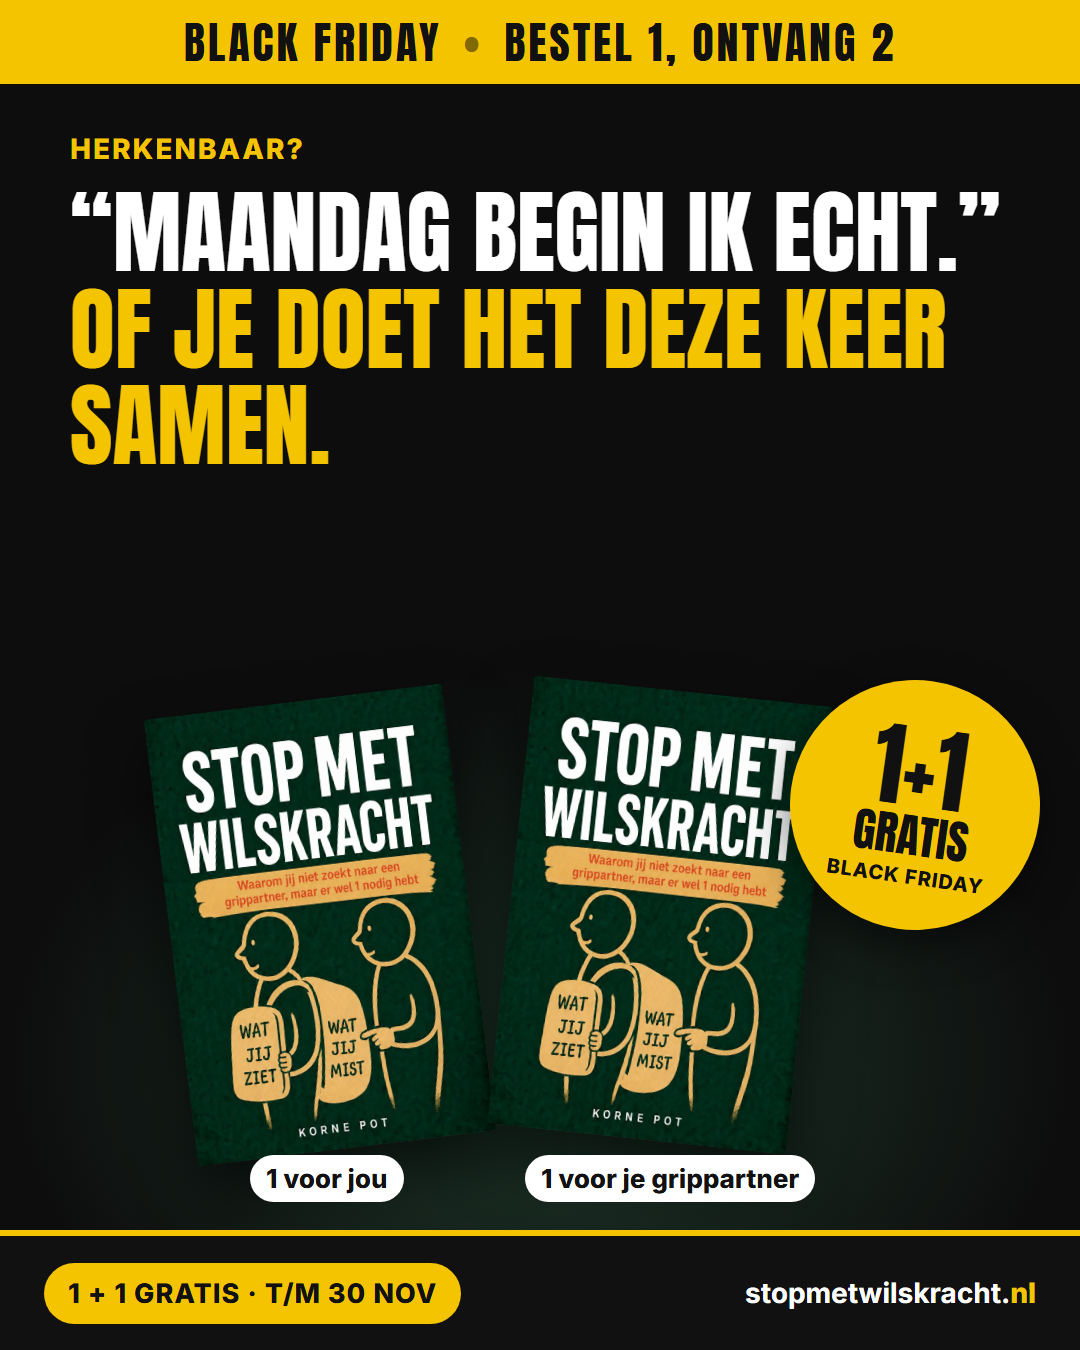 BLACK FRIDAY • BESTEL 1, ONTVANG 2
HERKENBAAR?
“MAANDAG BEGIN IK ECHT.”
OF JE DOET HET DEZE KEER
SAMEN.
STOP MET
WILSKRACHT
Waarom jij niet zoekt naar een
grippartner, maar er wel 1 nodig hebt
WAT
JIJ
ZIET
WAT
JIJ
MIST
KORNE POT
STOP MET
WILSKRACHT
Waarom jij niet zoekt naar een
grippartner, maar er wel 1 nodig hebt
WAT
JIJ
ZIET
WAT
JIJ
MIST
KORNE POT
1+1
GRATIS
BLACK FRIDAY
1 voor jou
1 voor je grippartner
1 + 1 GRATIS · T/M 30 NOV
stopmetwilskracht.nl